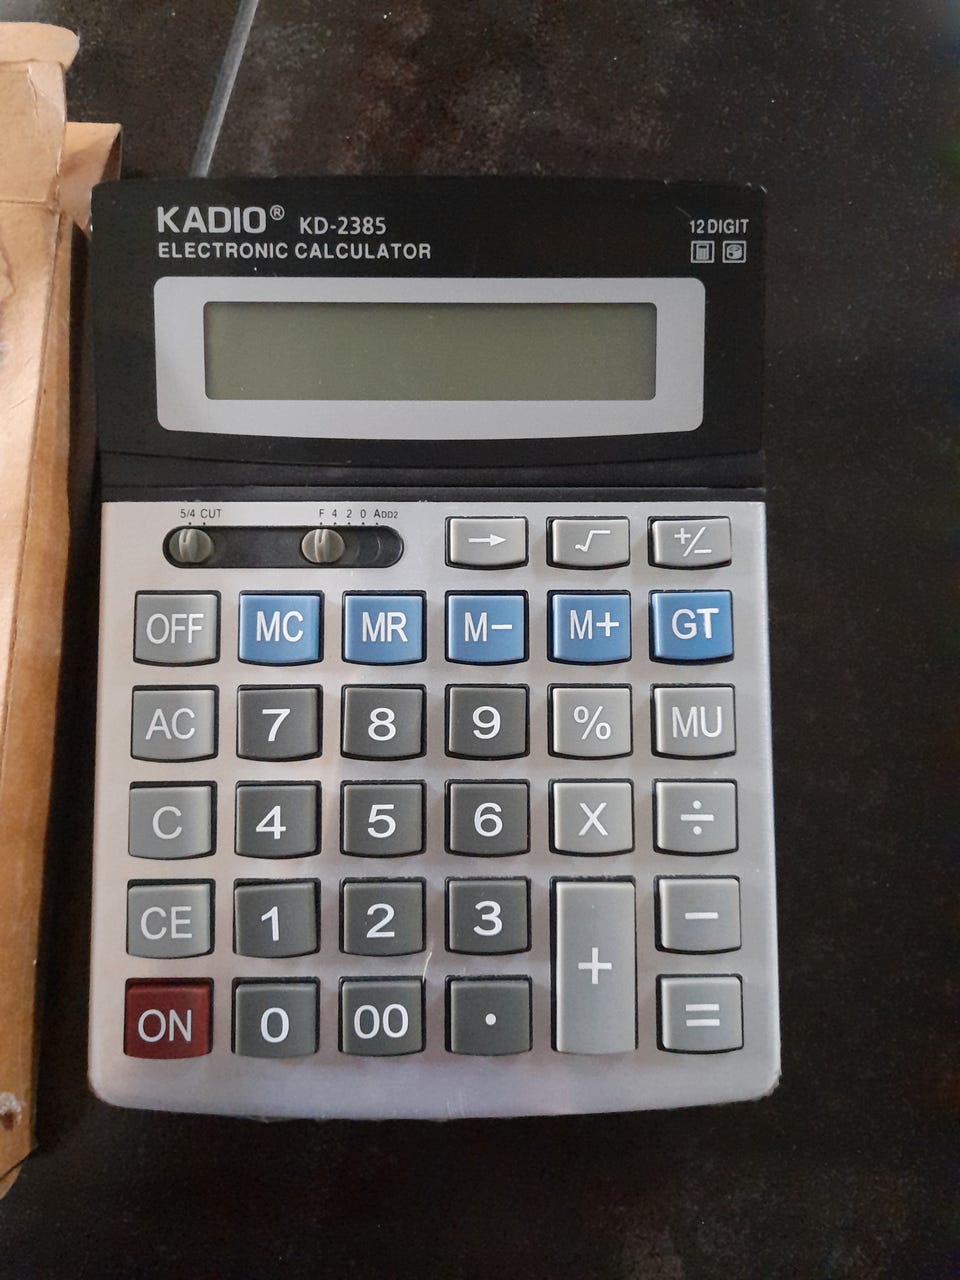 KADIO® KD-2385
ELECTRONIC CALCULATOR
12 DIGIT
5/4 CUT
F 4 2 0 ADD2
→ √ +/−
OFF MC MR M− M+ GT
AC 7 8 9 % MU
C 4 5 6 X ÷
CE 1 2 3 + −
ON 0 00 . =